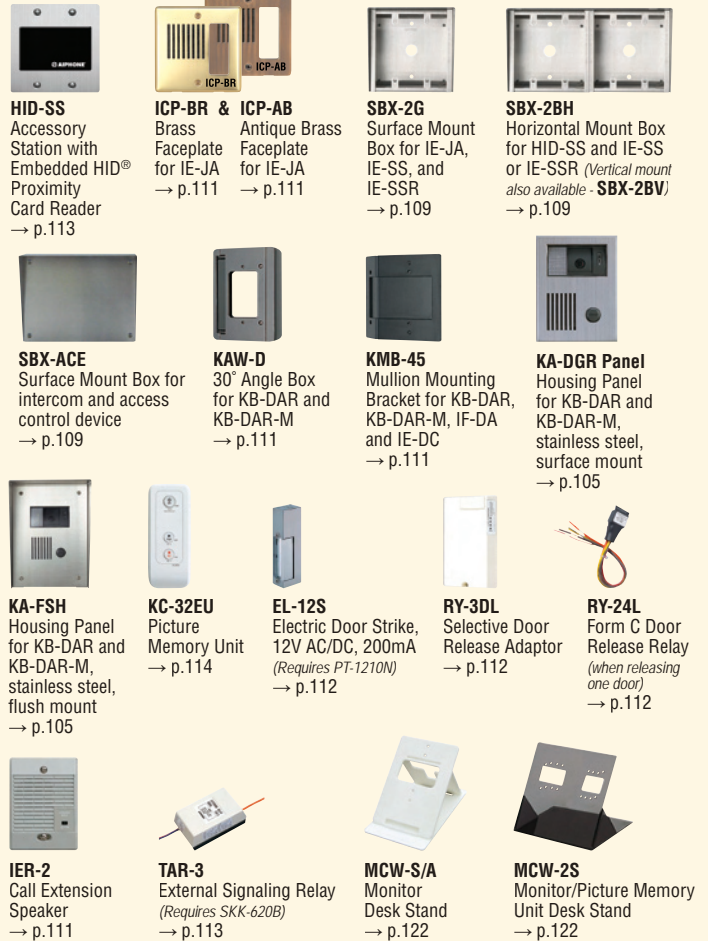 AIPHONE
ICP-BR
ICP-AB
HID-SS
Accessory
Station with
Embedded HID®
Proximity
Card Reader
→ p.113
ICP-BR &
Brass
Faceplate
for IE-JA
→ p.111
ICP-AB
Antique Brass
Faceplate
for IE-JA
→ p.111
SBX-2G
Surface Mount
Box for IE-JA,
IE-SS, and
IE-SSR
→ p.109
SBX-2BH
Horizontal Mount Box
for HID-SS and IE-SS
or IE-SSR (Vertical mount
also available - SBX-2BV)
→ p.109
SBX-ACE
Surface Mount Box for
intercom and access
control device
→ p.109
KAW-D
30° Angle Box
for KB-DAR and
KB-DAR-M
→ p.111
KMB-45
Mullion Mounting
Bracket for KB-DAR,
KB-DAR-M, IF-DA
and IE-DC
→ p.111
KA-DGR Panel
Housing Panel
for KB-DAR and
KB-DAR-M,
stainless steel,
surface mount
→ p.105
KA-FSH
Housing Panel
for KB-DAR and
KB-DAR-M,
stainless steel,
flush mount
→ p.105
KC-32EU
Picture
Memory Unit
→ p.114
EL-12S
Electric Door Strike,
12V AC/DC, 200mA
(Requires PT-1210N)
→ p.112
RY-3DL
Selective Door
Release Adaptor
→ p.112
RY-24L
Form C Door
Release Relay
(when releasing
one door)
→ p.112
IER-2
Call Extension
Speaker
→ p.111
TAR-3
External Signaling Relay
(Requires SKK-620B)
→ p.113
MCW-S/A
Monitor
Desk Stand
→ p.122
MCW-2S
Monitor/Picture Memory
Unit Desk Stand
→ p.122